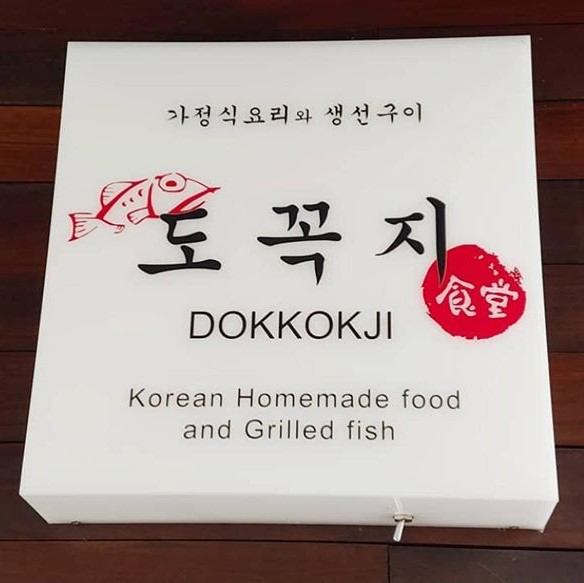 가정식요리와 생선구이
도꼭지
食堂
DOKKOKJI
Korean Homemade food
and Grilled fish